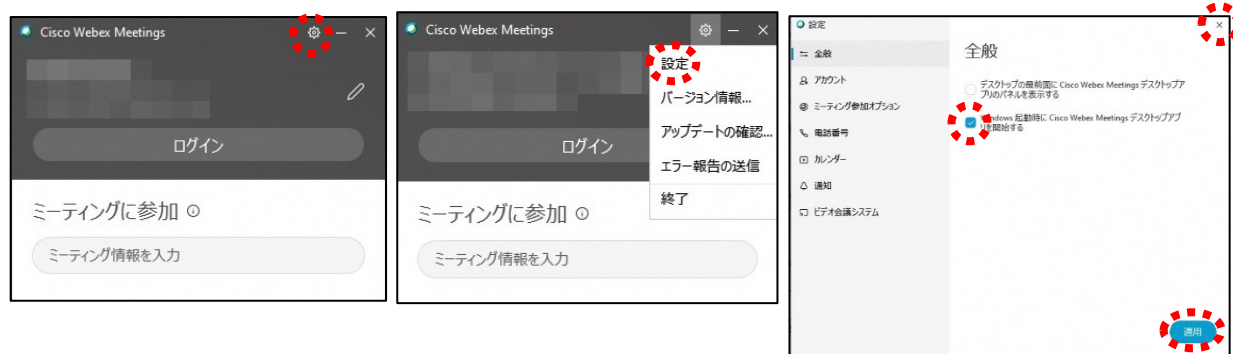 Cisco Webex Meetings
ログイン
ミーティングに参加
ミーティング情報を入力
Cisco Webex Meetings
設定
バージョン情報...
アップデートの確認...
エラー報告の送信
終了
ログイン
ミーティングに参加
ミーティング情報を入力
設定
全般
アカウント
ミーティング参加オプション
電話番号
カレンダー
通知
ビデオ会議システム
全般
デスクトップの最前面に Cisco Webex Meetings デスクトップア
プリのパネルを表示する
Windows 起動時に Cisco Webex Meetings デスクトップアプ
リを開始する
適用